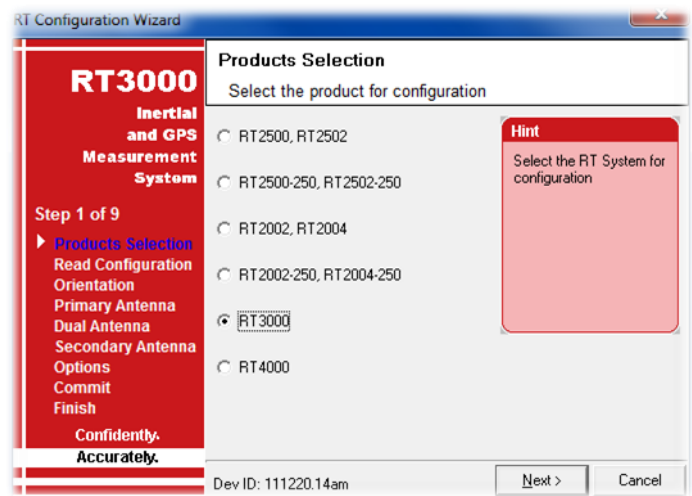 RT Configuration Wizard
RT3000
Inertial
and GPS
Measurement
System
Step 1 of 9
Products Selection
Read Configuration
Orientation
Primary Antenna
Dual Antenna
Secondary Antenna
Options
Commit
Finish
Confidently.
Accurately.
Products Selection
Select the product for configuration
RT2500, RT2502
RT2500-250, RT2502-250
RT2002, RT2004
RT2002-250, RT2004-250
RT3000
RT4000
Hint
Select the RT System for
configuration
Dev ID: 111220.14am
Next >
Cancel